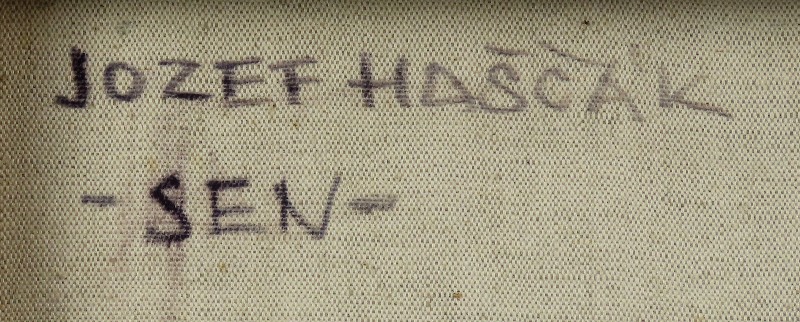 JOZEF HAŠČÁK
- SEN -